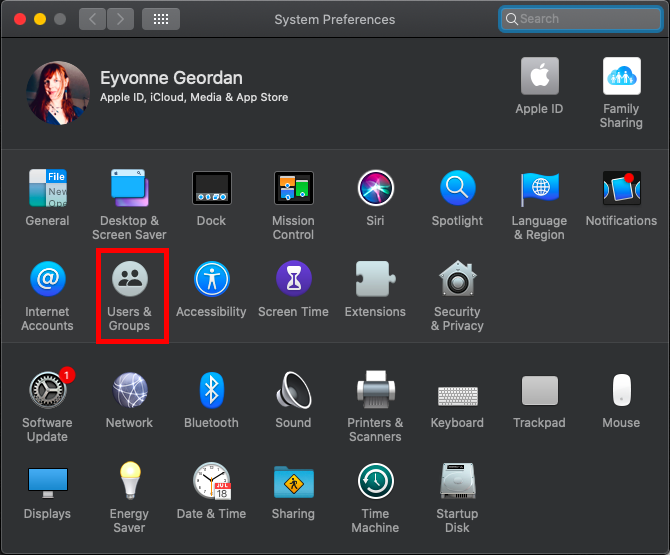 System Preferences
Search
Eyvonne Geordan
Apple ID, iCloud, Media & App Store
Apple ID
Family
Sharing
File
New
Ope
General
Desktop &
Screen Saver
Dock
Mission
Control
Siri
Spotlight
Language
& Region
Notifications
@
Internet
Accounts
Users &
Groups
Accessibility
Screen Time
Extensions
Security
& Privacy
1
Software
Update
Network
Bluetooth
Sound
Printers &
Scanners
Keyboard
Trackpad
Mouse
Displays
Energy
Saver
JUL
18
Date & Time
Sharing
Time
Machine
Startup
Disk